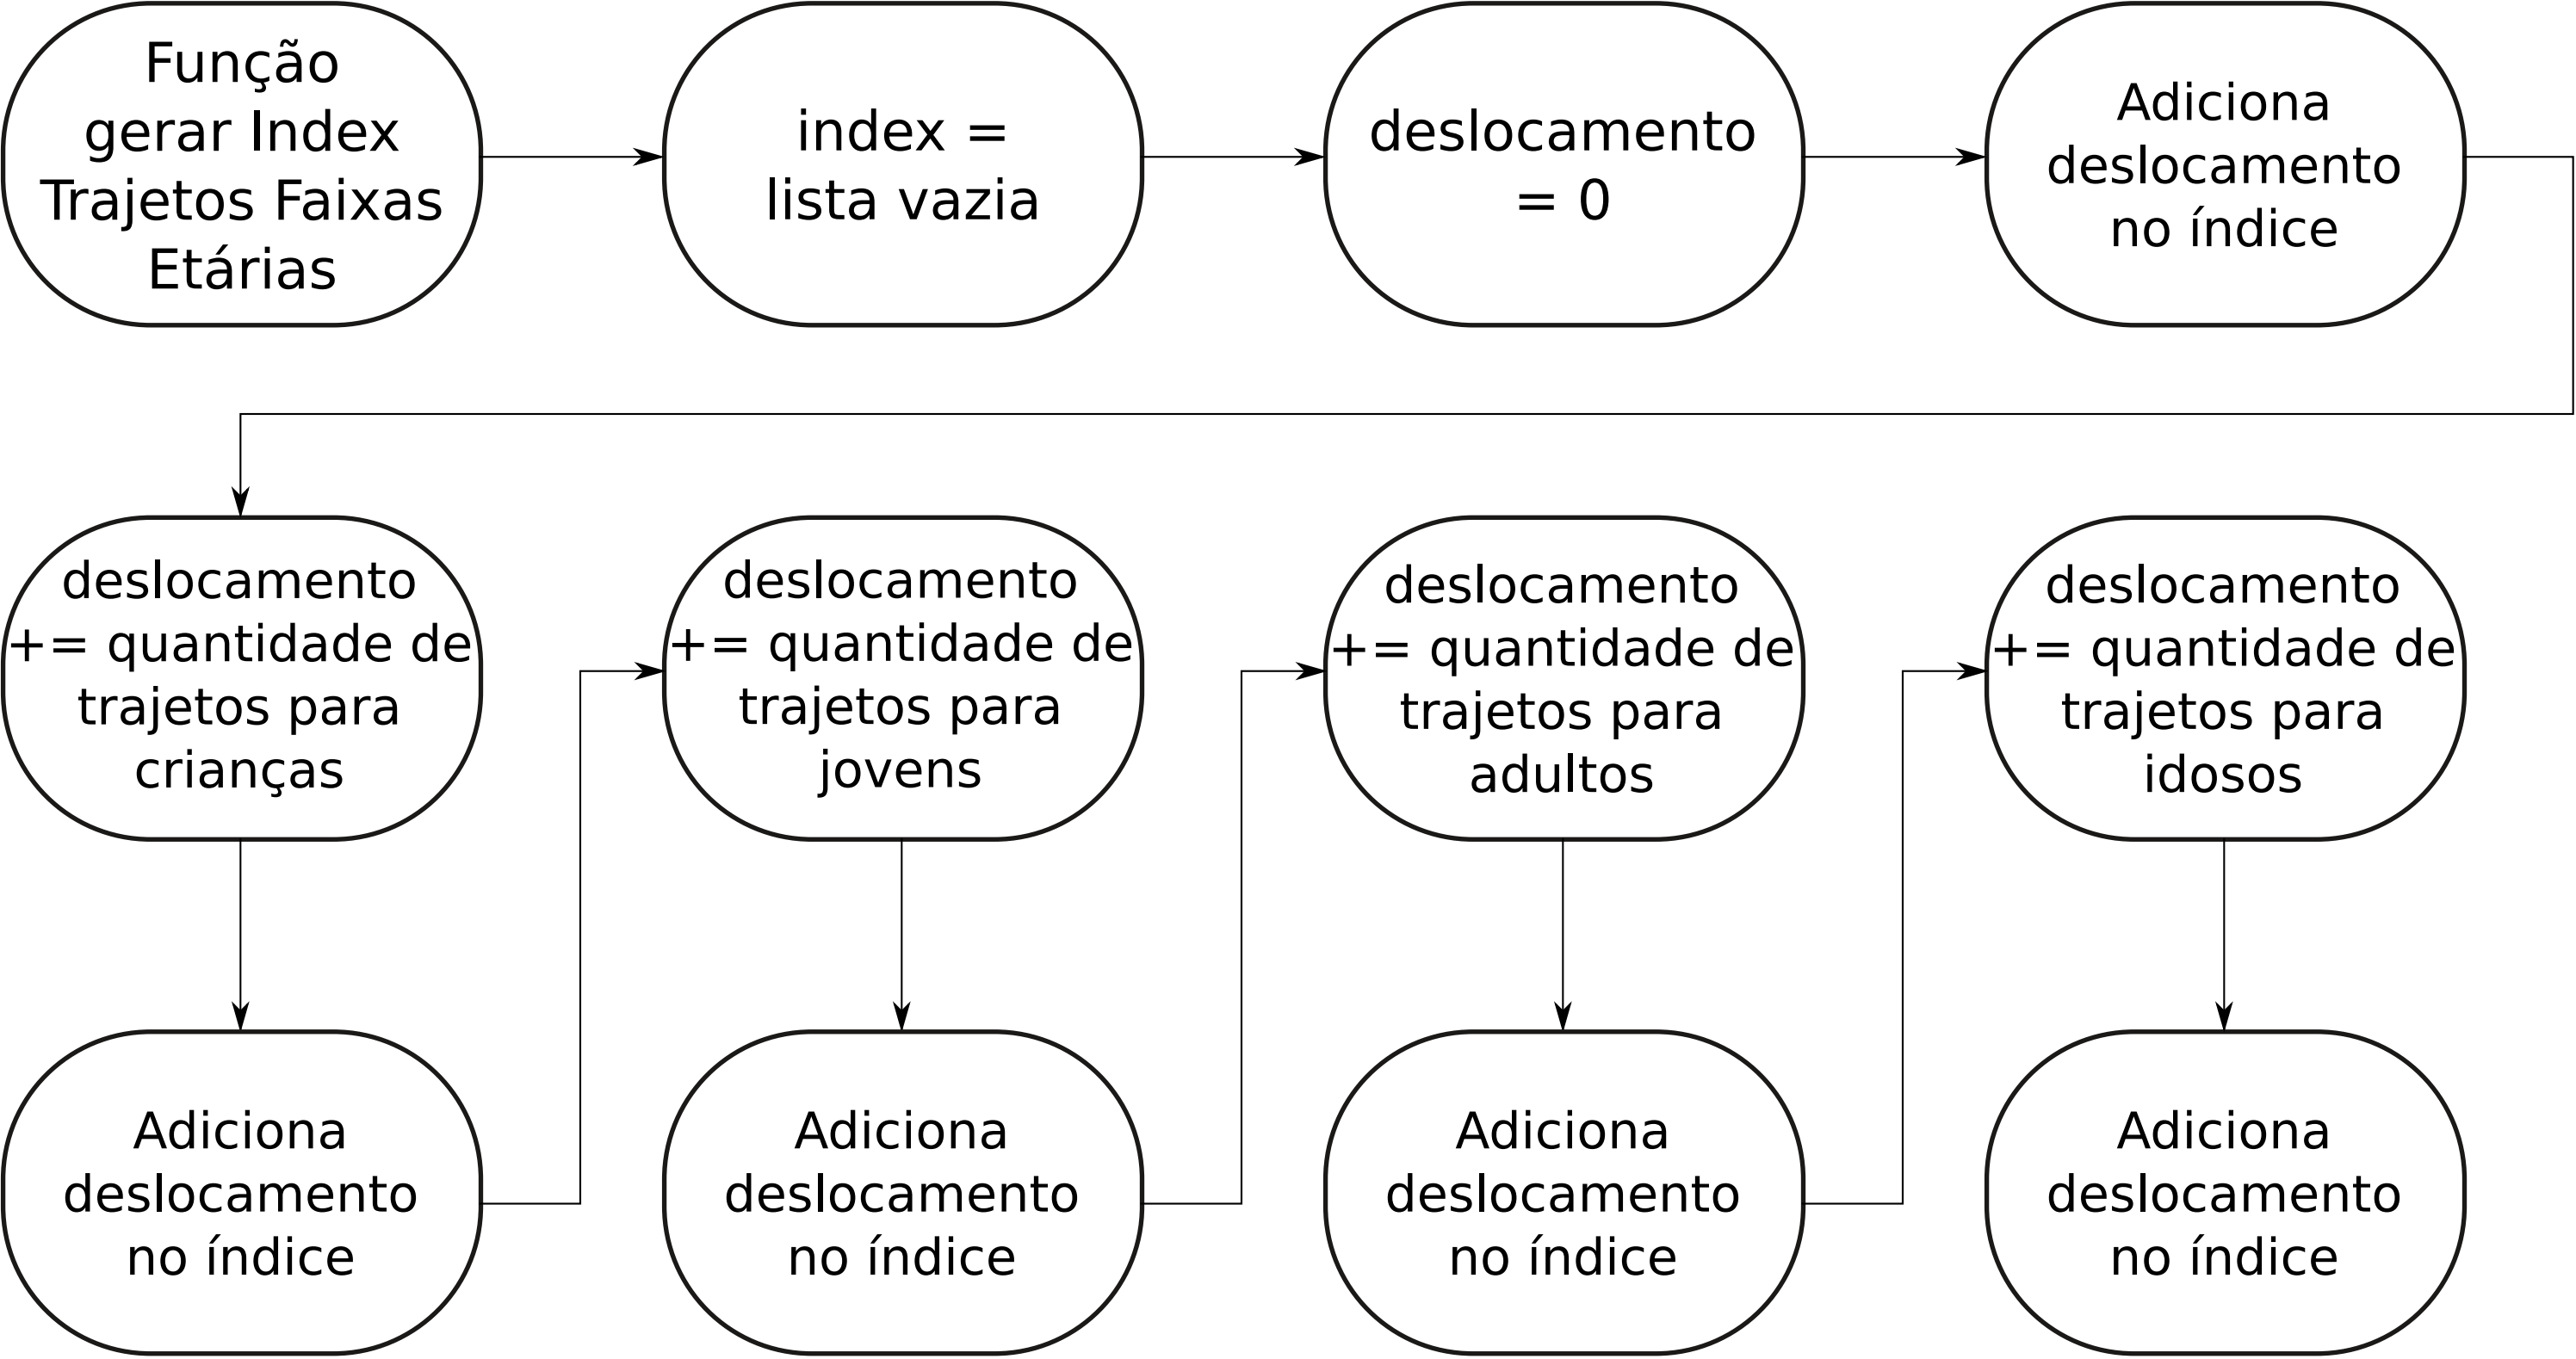 Função
gerar Index
Trajetos Faixas
Etárias
index =
lista vazia
deslocamento
= 0
Adiciona
deslocamento
no índice
deslocamento
+= quantidade de
trajetos para
crianças
Adiciona
deslocamento
no índice
deslocamento
+= quantidade de
trajetos para
jovens
Adiciona
deslocamento
no índice
deslocamento
+= quantidade de
trajetos para
adultos
Adiciona
deslocamento
no índice
deslocamento
+= quantidade de
trajetos para
idosos
Adiciona
deslocamento
no índice